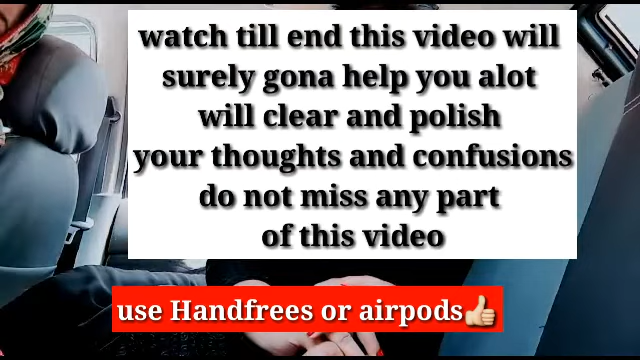 watch till end this video will
surely gona help you alot
will clear and polish
your thoughts and confusions
do not miss any part
of this video
use Handfrees or airpods👍